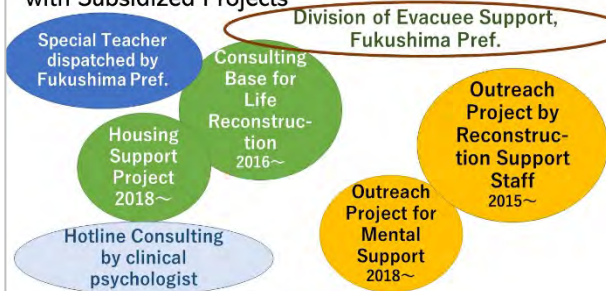 with Subsidized Projects
Division of Evacuee Support,
Fukushima Pref.
Special Teacher
dispatched by
Fukushima Pref.
Consulting
Base for
Life
Reconstruc-
tion
2016~
Housing
Support
Project
2018~
Outreach
Project by
Reconstruc-
tion Support
Staff
2015~
Outreach
Project for
Mental
Support
2018~
Hotline Consulting
by clinical
psychologist